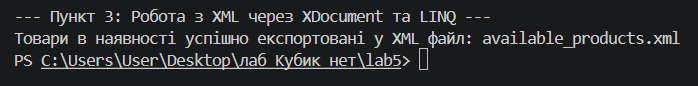 --- Пункт 3: Робота з XML через XDocument та LINQ ---
Товари в наявності успішно експортовані у XML файл: available_products.xml
PS C:\Users\User\Desktop\лаб Кубик нет\lab5>